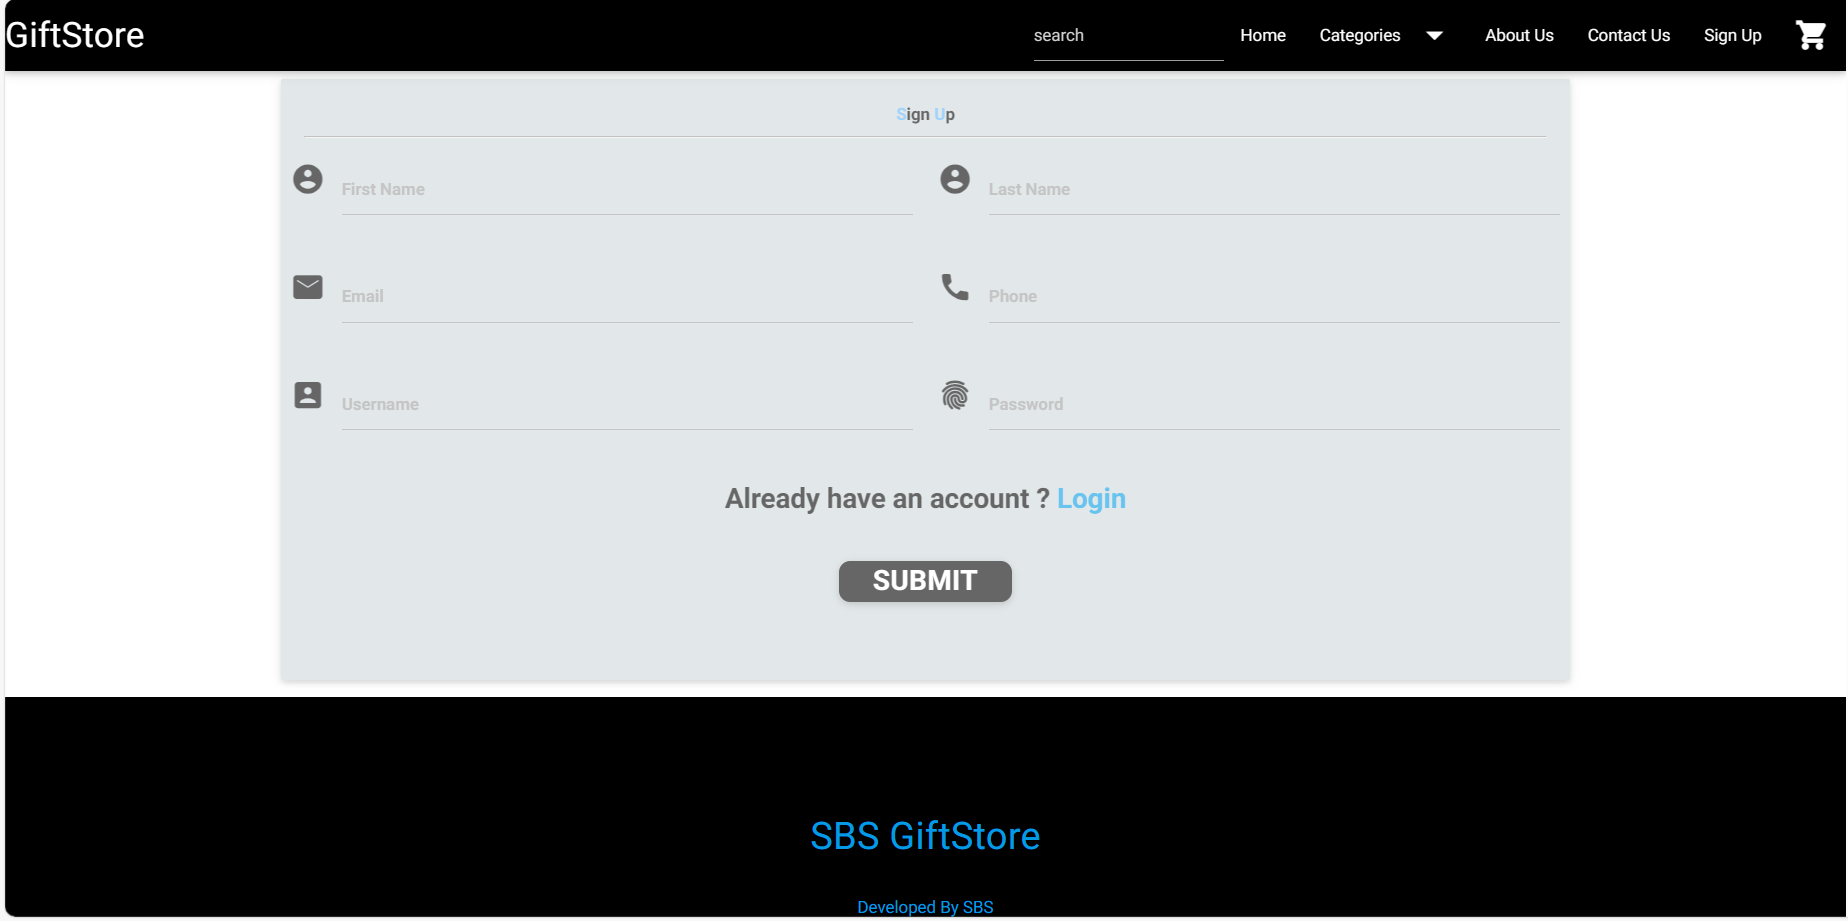 GiftStore search Home Categories About Us Contact Us Sign Up
Sign Up
First Name Last Name
Email Phone
Username Password
Already have an account ? Login
SUBMIT
SBS GiftStore
Developed By SBS